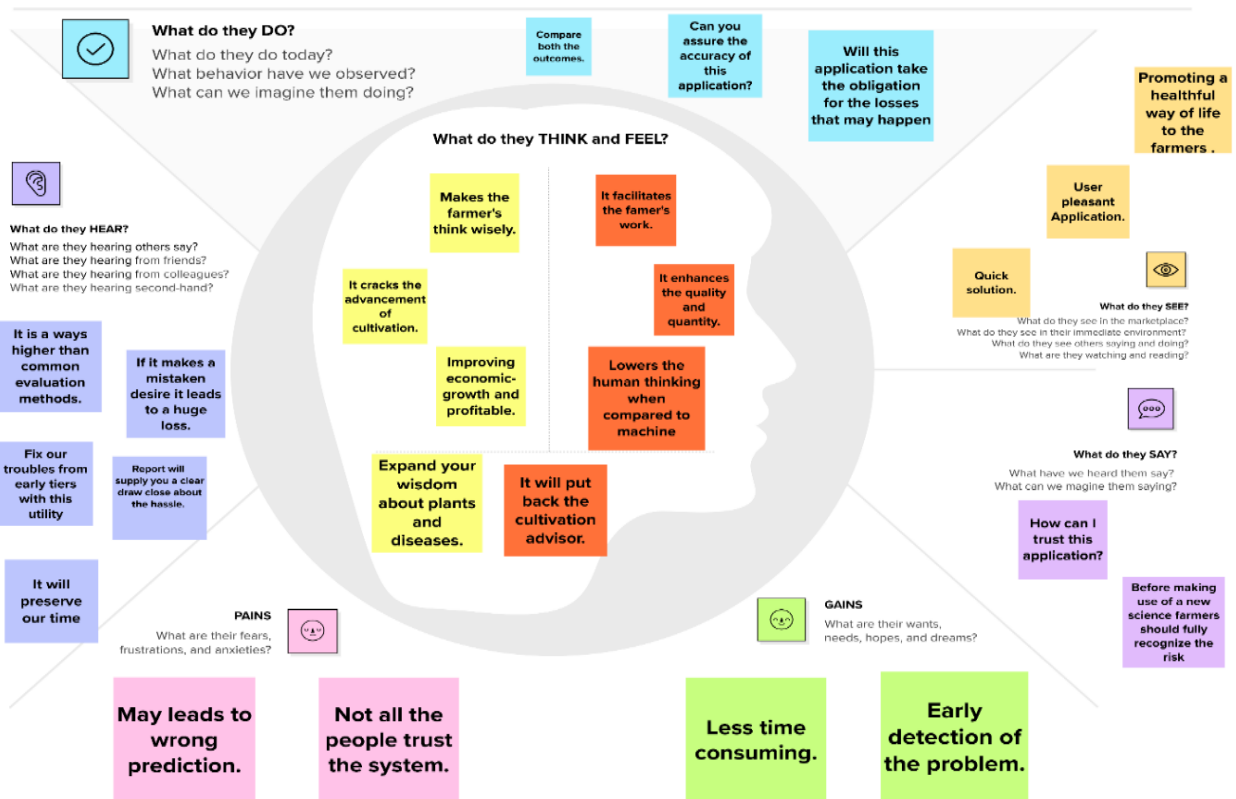 What do they DO?
What do they do today?
What behavior have we observed?
What can we imagine them doing?
Compare
both the
outcomes.
Can you
assure the
accuracy of
this
application?
Will this
application take
the obligation
for the losses
that may happen
Promoting a
healthful
way of life
to the
farmers .
User
pleasant
Application.
Quick
solution.
What do they SEE?
What do they see in the marketplace?
What do they see in their immediate environment?
What do they see others saying and doing?
What are they watching and reading?
What do they THINK and FEEL?
Makes the
farmer's
think wisely.
It cracks the
advancement
of
cultivation.
Improving
economic-
growth and
profitable.
Expand your
wisdom
about plants
and
diseases.
It facilitates
the famer's
work.
It enhances
the quality
and
quantity.
Lowers the
human thinking
when
compared to
machine
It will put
back the
cultivation
advisor.
What do they HEAR?
What are they hearing others say?
What are they hearing from friends?
What are they hearing from colleagues?
What are they hearing second-hand?
It is a ways
higher than
common
evaluation
methods.
If it makes a
mistaken
desire it leads
to a huge
loss.
Fix our
troubles from
early tiers
with this
utility
Report will
supply you a clear
draw close about
the hassle.
It will
preserve
our time
What do they SAY?
What have we heard them say?
What can we magine them saying?
How can I
trust this
application?
Before making
use of a new
science farmers
should fully
recognize the
risk
PAINS
What are their fears,
frustrations, and anxieties?
May leads to
wrong
prediction.
Not all the
people trust
the system.
GAINS
What are their wants,
needs, hopes, and dreams?
Less time
consuming.
Early
detection of
the problem.